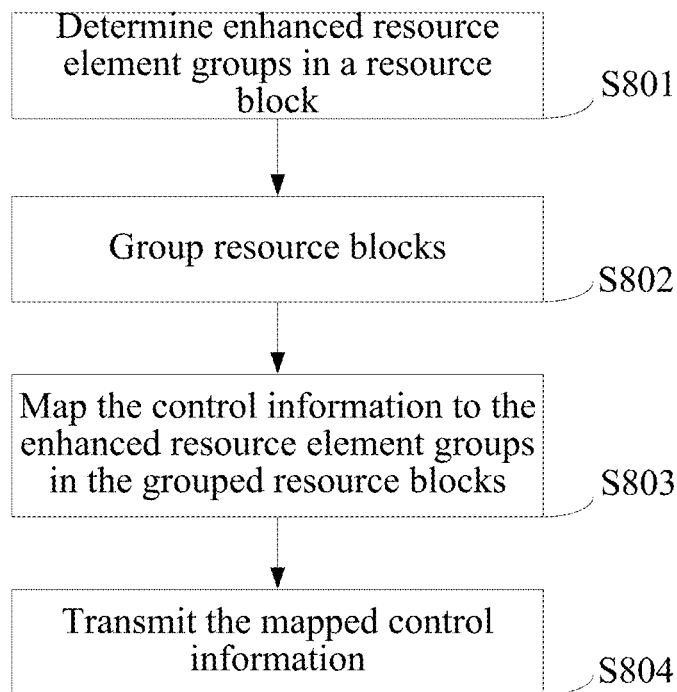 Determine enhanced resource
element groups in a resource
block
S801
Group resource blocks
S802
Map the control information to the
enhanced resource element groups
in the grouped resource blocks
S803
Transmit the mapped control
information
S804